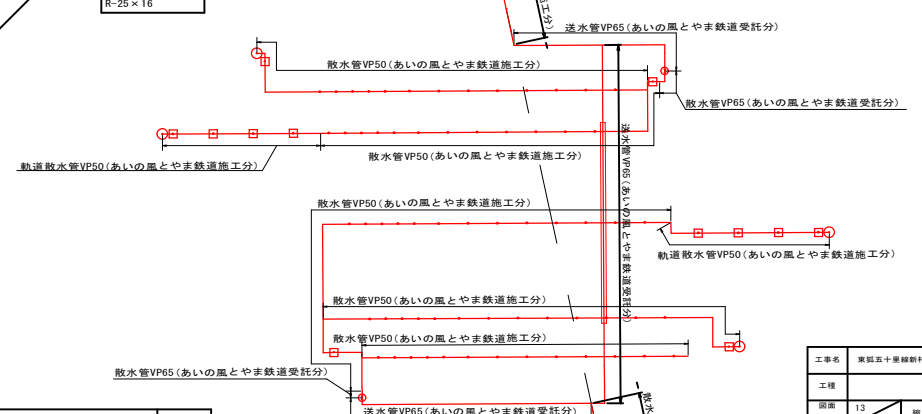 R-25×16
施工分)
送水管VP65(あいの風とやま鉄道受託分)
散水管VP50(あいの風とやま鉄道施工分)
散水管VP65(あいの風とやま鉄道受託分)
送水管VP65(あいの風とやま鉄道受託分)
軌道散水管VP50(あいの風とやま鉄道施工分)
散水管VP50(あいの風とやま鉄道施工分)
散水管VP50(あいの風とやま鉄道施工分)
軌道散水管VP50(あいの風とやま鉄道施工分)
散水管VP50(あいの風とやま鉄道施工分)
散水管VP50(あいの風とやま鉄道施工分)
散水管VP65(あいの風とやま鉄道受託分)
送水管VP65(あいの風とやま鉄道受託分)
散水
工事名 東狐五十里線新村
工種
図面 13